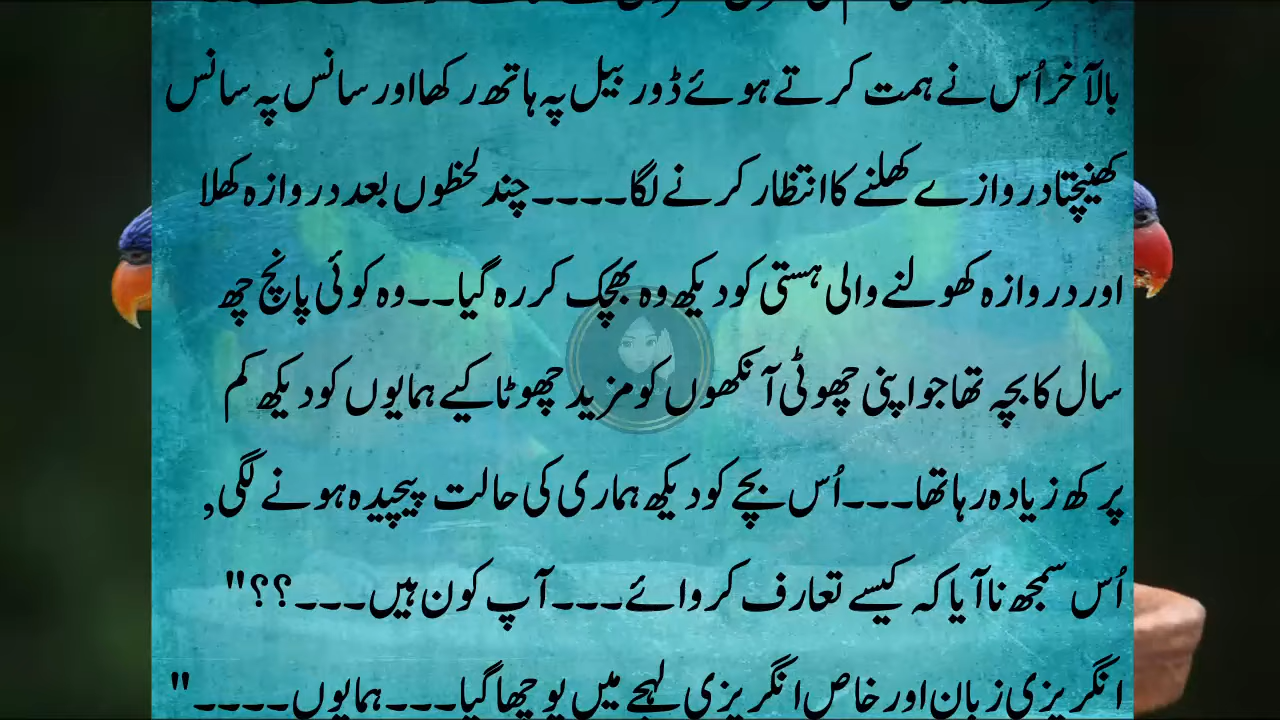 بالآخر اُس نے ہمت کرتے ہوئے ڈور بیل پہ ہاتھ رکھا اور سانس پہ سانس
کھینچتا دروازے کھلنے کا انتظار کرنے لگا۔۔۔۔ چند لحظوں بعد دروازہ کھلا
اور دروازہ کھولنے والی ہستی کو دیکھ وہ بھچک کر رہ گیا۔۔ وہ کوئی پانچ چھ
سال کا بچہ تھا جو اپنی چھوٹی آنکھوں کو مزید چھوٹا کیے ہمایوں کو دیکھ کم
پرکھ زیادہ رہا تھا۔۔۔ اُس بچے کو دیکھ ہماری کی حالت پیچیدہ ہونے لگی,
اُس سمجھ نا آیا کہ کیسے تعارف کروائے۔۔۔ آپ کون ہیں۔۔۔؟؟"
انگریزی زبان اور خاص انگریزی لہجے میں پوچھا گیا۔۔۔ ہمایوں۔۔۔۔ "